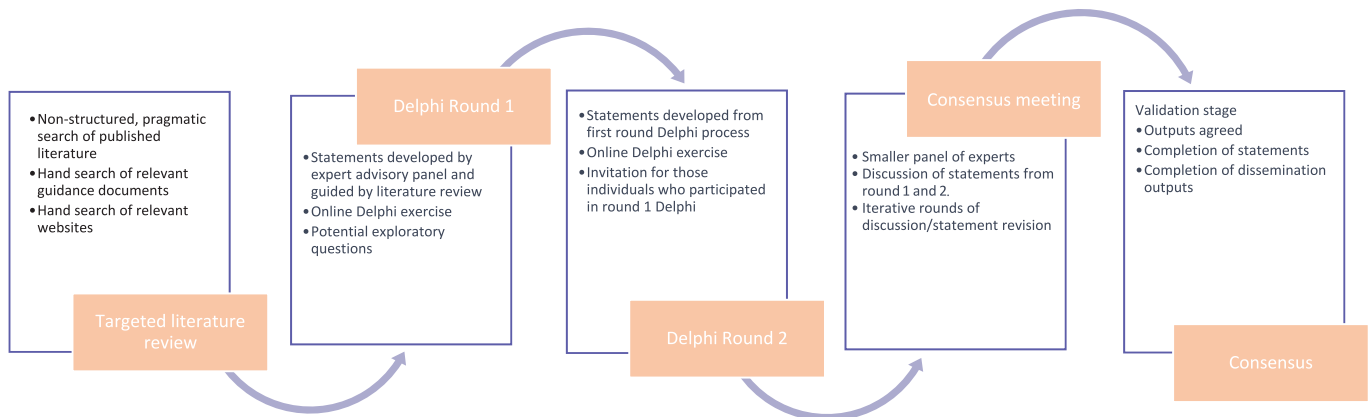 •Non-structured, pragmatic
search of published
literature
•Hand search of relevant
guidance documents
•Hand search of relevant
websites
Targeted literature
review
Delphi Round 1
•Statements developed by
expert advisory panel and
guided by literature review
•Online Delphi exercise
•Potential exploratory
questions
•Statements developed from
first round Delphi process
•Online Delphi exercise
•Invitation for those
individuals who participated
in round 1 Delphi
Delphi Round 2
Consensus meeting
• Smaller panel of experts
• Discussion of statements from
round 1 and 2.
• Iterative rounds of
discussion/statement revision
Validation stage
• Outputs agreed
• Completion of statements
• Completion of dissemination
outputs
Consensus